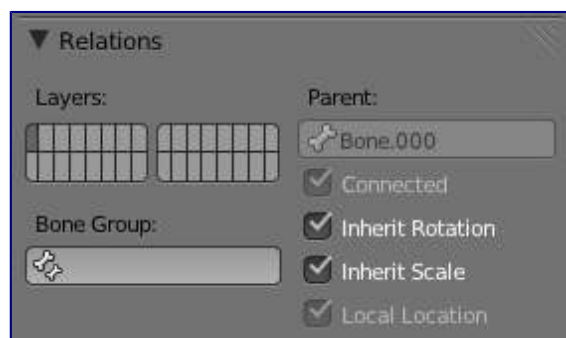 Relations
Layers:
Parent:
Bone.000
Connected
Bone Group:
Inherit Rotation
Inherit Scale
Local Location